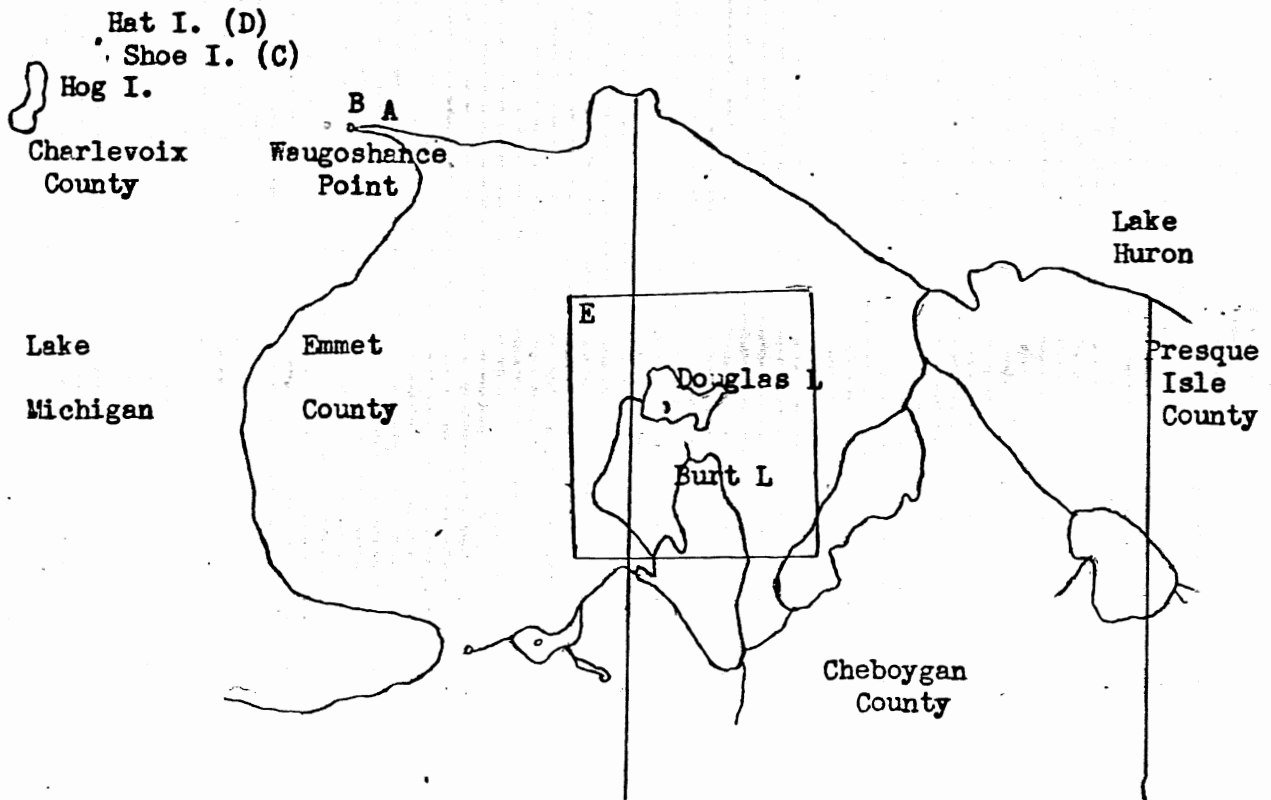 Hat I. (D)
Shoe I. (C)
Hog I.
B A
Charlevoix
County
Waugoshance
Point
Lake
Huron
E
Lake
Michigan
Emmet
County
Presque
Isle
County
Douglas L
Burt L
Cheboygan
County